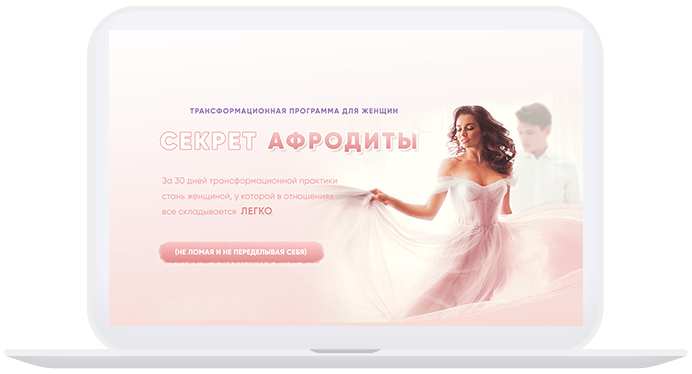 ТРАНСФОРМАЦИОННАЯ ПРОГРАММА ДЛЯ ЖЕНЩИН
СЕКРЕТ АФРОДИТЫ
За 30 дней трансформационной практики
стань женщиной, у которой в отношениях
все складывается ЛЕГКО
(НЕ ЛОМАЯ И НЕ ПЕРЕДЕЛЫВАЯ СЕБЯ)